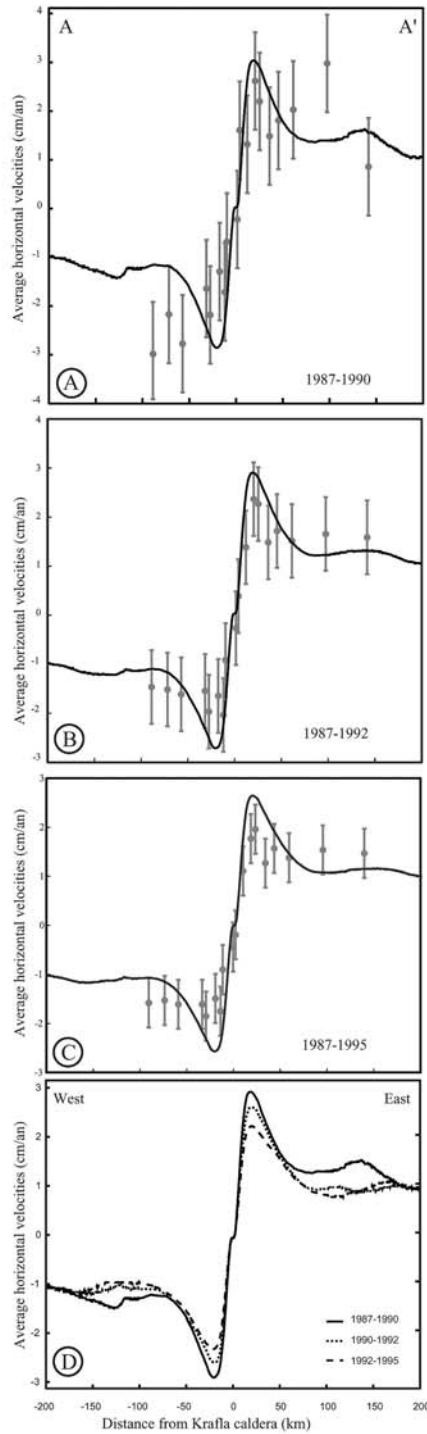 A A'
4
3
2
1
0
-1
-2
-3
-4
Average horizontal velocities (cm/an)
A 1987-1990
3
2
1
0
-1
-2
-3
Average horizontal velocities (cm/an)
B 1987-1992
3
2
1
0
-1
-2
-3
Average horizontal velocities (cm/an)
C 1987-1995
West East
3
2
1
0
-1
-2
-3
Average horizontal velocities (cm/an)
1987-1990
1990-1992
1992-1995
D
-200 -150 -100 -50 0 50 100 150 200
Distance from Krafla caldera (km)